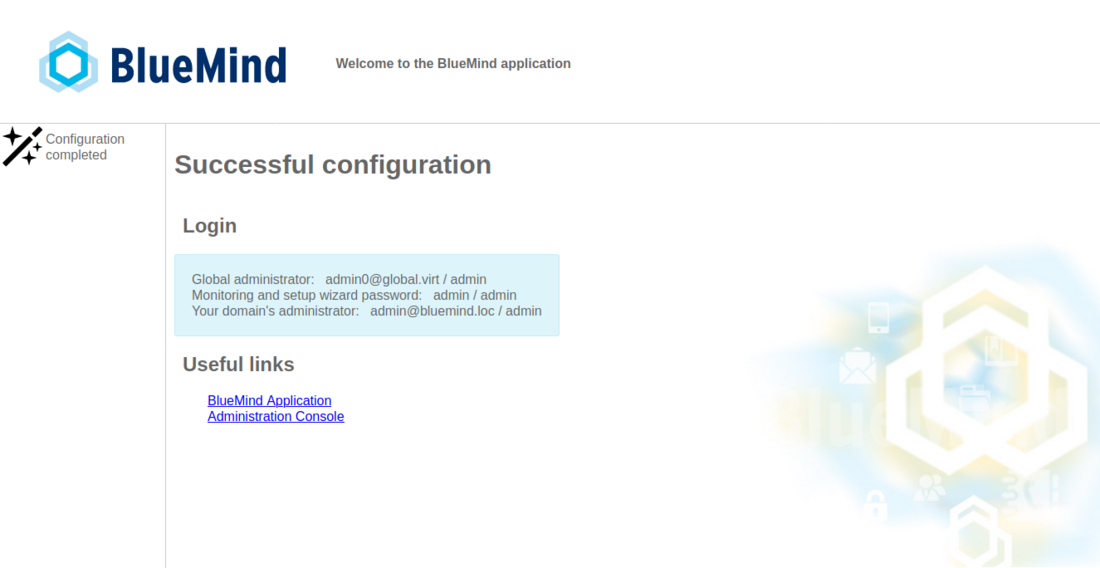 BlueMind
Welcome to the BlueMind application
Configuration
completed
Successful configuration
Login
Global administrator: admin0@global.virt / admin
Monitoring and setup wizard password: admin / admin
Your domain's administrator: admin@bluemind.loc / admin
Useful links
BlueMind Application
Administration Console